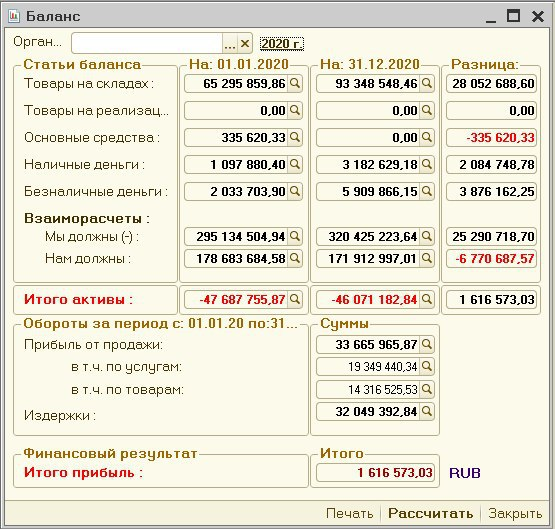 Баланс
Орган... ... × 2020 г.
Статьи баланса На: 01.01.2020 На: 31.12.2020 Разница:
Товары на складах : 65 295 859,86 93 348 548,46 28 052 688,60
Товары на реализац... 0,00 0,00 0,00
Основные средства : 335 620,33 0,00 -335 620,33
Наличные деньги : 1 097 880,40 3 182 629,18 2 084 748,78
Безналичные деньги : 2 033 703,90 5 909 866,15 3 876 162,25
Взаиморасчеты :
Мы должны (-) : 295 134 504,94 320 425 223,64 25 290 718,70
Нам должны : 178 683 684,58 171 912 997,01 -6 770 687,57
Итого активы : -47 687 755,87 -46 071 182,84 1 616 573,03
Обороты за период с: 01.01.20 по:31... Суммы
Прибыль от продажи: 33 665 965,87
в т.ч. по услугам: 19 349 440,34
в т.ч. по товарам: 14 316 525,53
Издержки : 32 049 392,84
Финансовый результат Итого
Итого прибыль : 1 616 573,03 RUB
Печать Рассчитать Закрыть